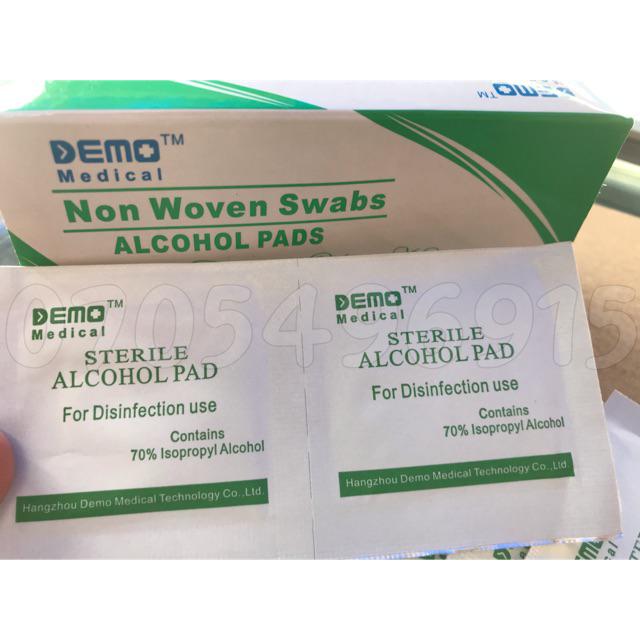 DEMO™
DEMO™
Medical
Non Woven Swabs
ALCOHOL PADS
0705496915
DEMO™
Medical
STERILE
ALCOHOL PAD
For Disinfection use
Contains
70% Isopropyl Alcohol
Hangzhou Demo Medical Technology Co.,Ltd.
DEMO™
Medical
STERILE
ALCOHOL PAD
For Disinfection use
Contains
70% Isopropyl Alcohol
Hangzhou Demo Medical Technology Co.,Ltd.